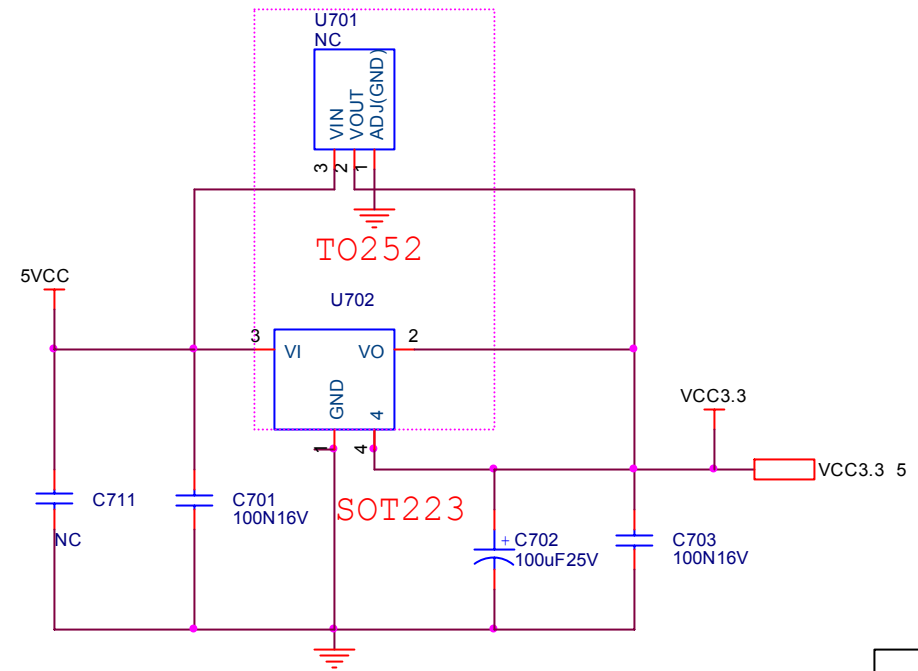 U701
NC
VIN
VOUT
ADJ(GND)
3
2
1
TO252
5VCC
U702
3
VI
VO
2
GND
4
1
4
VCC3.3
VCC3.3 5
SOT223
C711
NC
C701
100N16V
+ C702
100uF25V
C703
100N16V